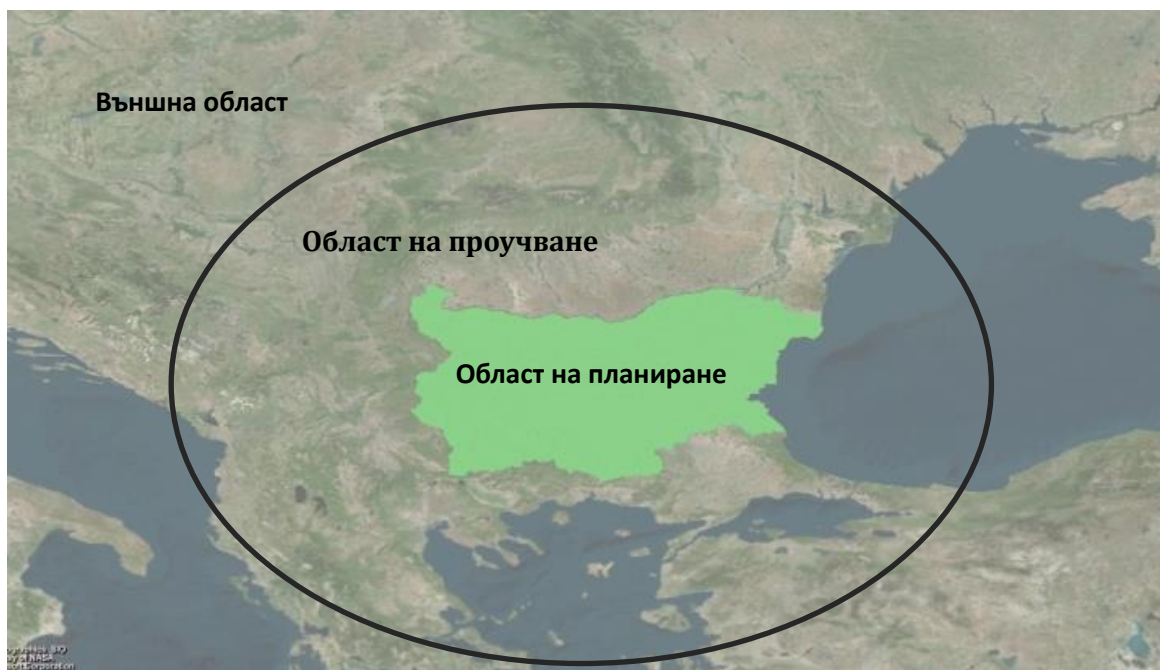 Външна област
Област на проучване
Област на планиране